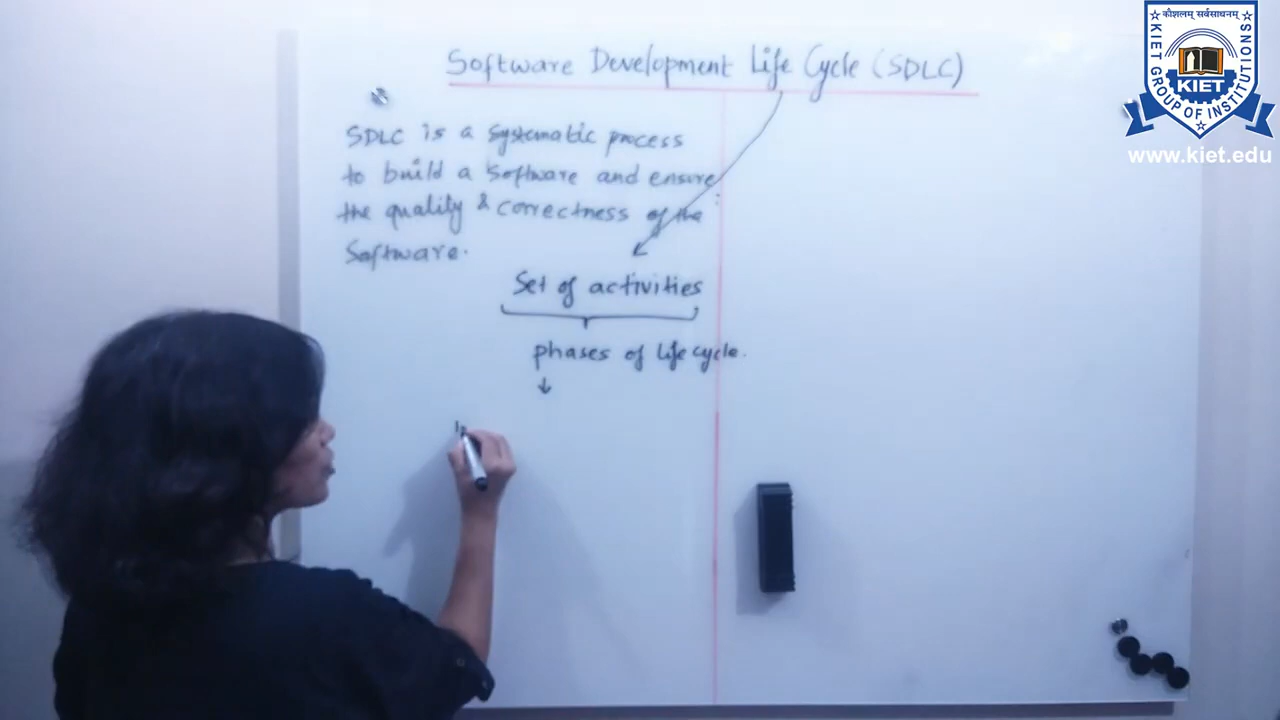 Software Development Life Cycle (SDLC)
SDLC is a systematic process
to build a software and ensure
the quality & correctness of the
Software.
Set of activities
phases of life cycle.
कौशलम् सर्वसाधनम्
KIET GROUP OF INSTITUTIONS
KIET
www.kiet.edu